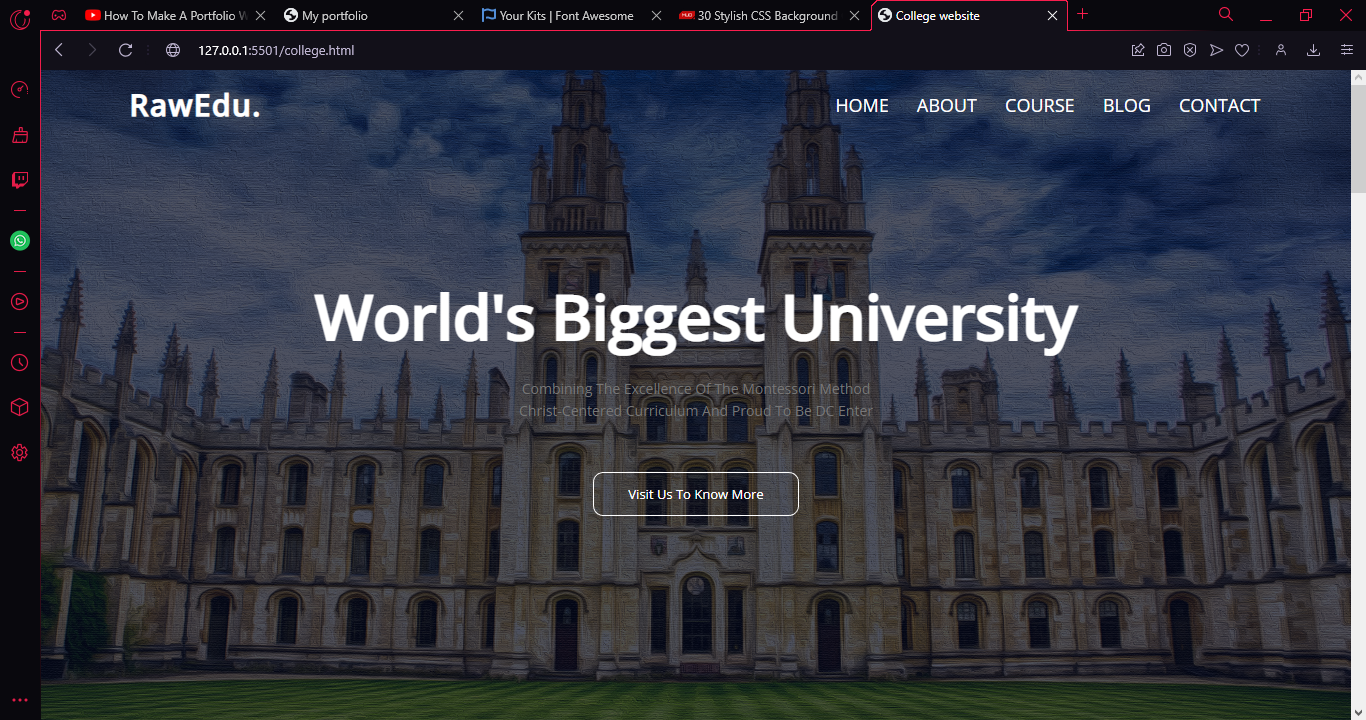 How To Make A Portfolio W
My portfolio
Your Kits | Font Awesome
30 Stylish CSS Background
College website
127.0.0.1:5501/college.html
RawEdu.
HOME
ABOUT
COURSE
BLOG
CONTACT
World's Biggest University
Combining The Excellence Of The Montessori Method
Christ-Centered Curriculum And Proud To Be DC Enter
Visit Us To Know More